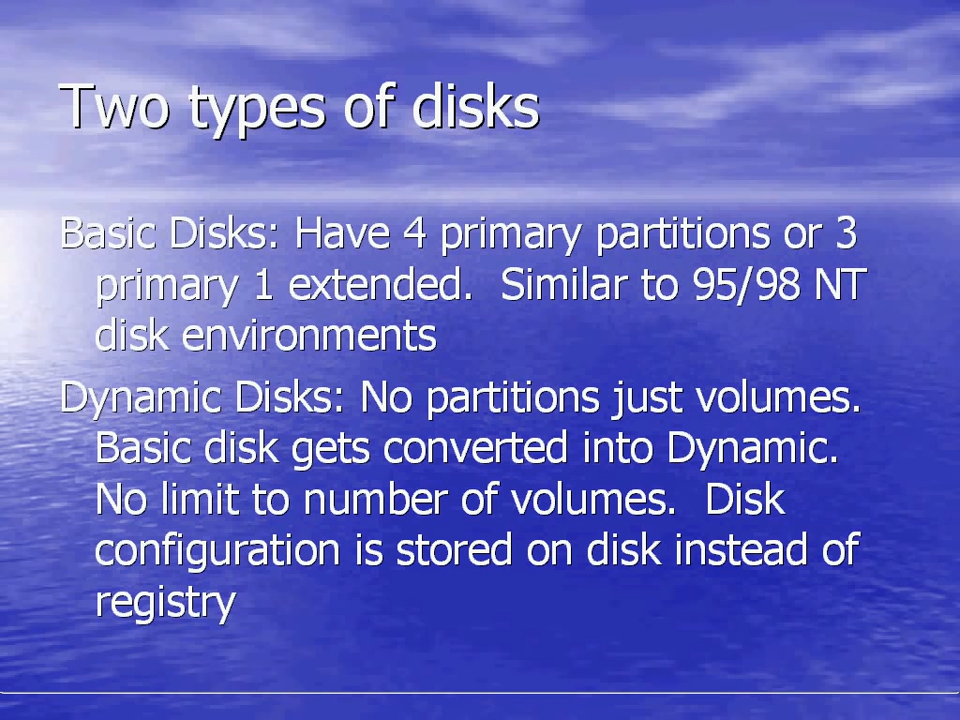 Two types of disks
Basic Disks: Have 4 primary partitions or 3
primary 1 extended.  Similar to 95/98 NT
disk environments
Dynamic Disks: No partitions just volumes.
Basic disk gets converted into Dynamic.
No limit to number of volumes.  Disk
configuration is stored on disk instead of
registry